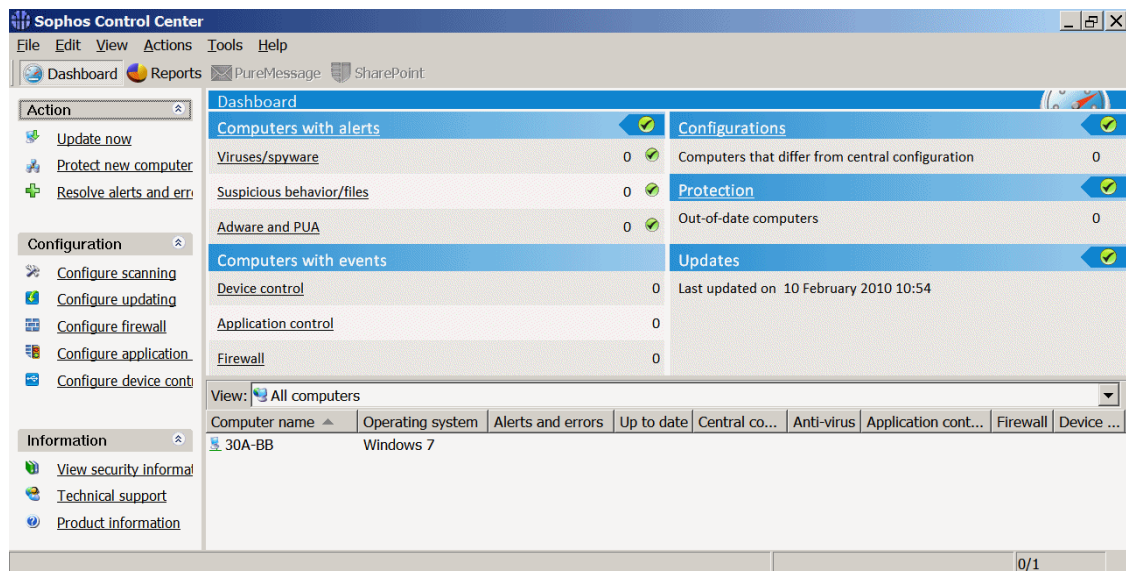 Sophos Control Center
File Edit View Actions Tools Help
Dashboard Reports PureMessage SharePoint
Action
Update now
Protect new computer
Resolve alerts and erro
Configuration
Configure scanning
Configure updating
Configure firewall
Configure application
Configure device cont
Information
View security informat
Technical support
Product information
Dashboard
Computers with alerts
Viruses/spyware 0
Suspicious behavior/files 0
Adware and PUA 0
Computers with events
Device control 0
Application control 0
Firewall 0
Configurations
Computers that differ from central configuration 0
Protection
Out-of-date computers 0
Updates
Last updated on 10 February 2010 10:54
View: All computers
Computer name Operating system Alerts and errors Up to date Central co... Anti-virus Application cont... Firewall Device ...
30A-BB Windows 7
0/1